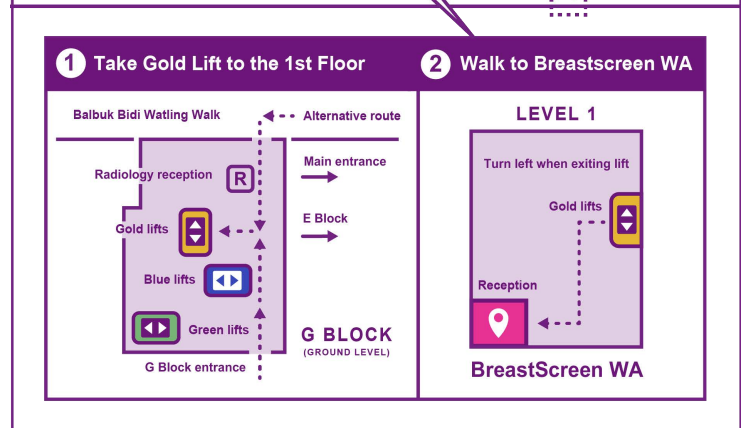 1 Take Gold Lift to the 1st Floor
Balbuk Bidi Watling Walk
Alternative route
Main entrance
Radiology reception
R
E Block
Gold lifts
Blue lifts
Green lifts
G BLOCK
(GROUND LEVEL)
G Block entrance
2 Walk to Breastscreen WA
LEVEL 1
Turn left when exiting lift
Gold lifts
Reception
BreastScreen WA